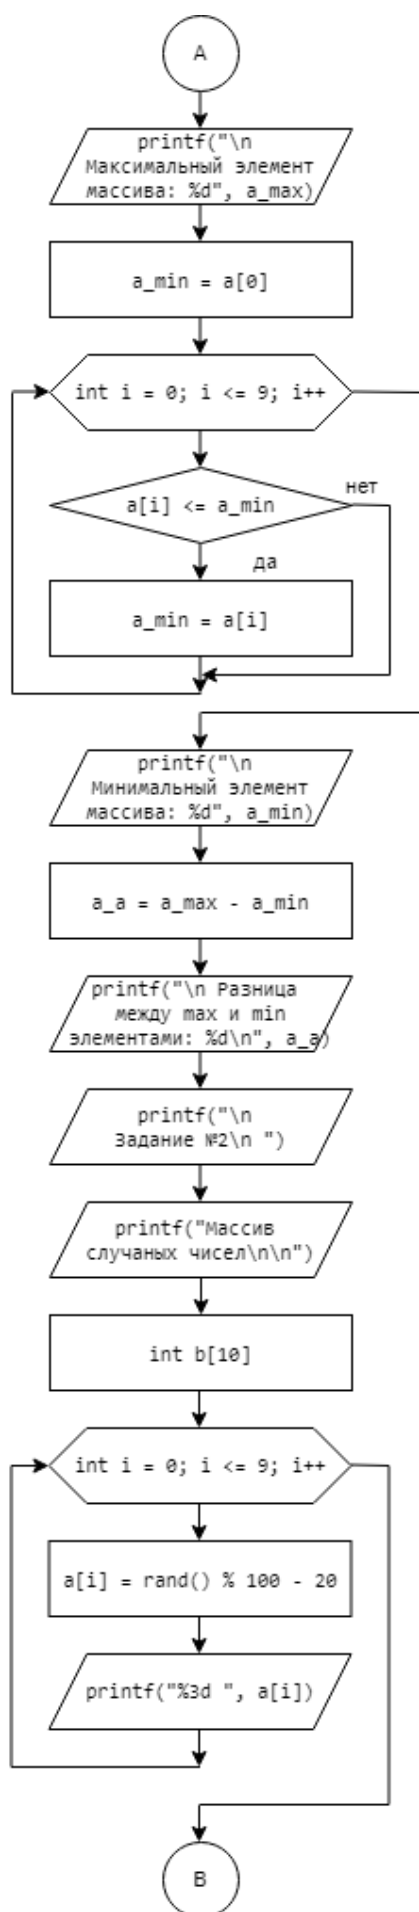 A
printf("\n
Максимальный элемент
массива: %d", a_max)
a_min = a[0]
int i = 0; i <= 9; i++
a[i] <= a_min
нет
да
a_min = a[i]
printf("\n
Минимальный элемент
массива: %d", a_min)
a_a = a_max - a_min
printf("\n Разница
между max и min
элементами: %d\n", a_a)
printf("\n
Задание №2\n ")
printf("Массив
случаных чисел\n\n")
int b[10]
int i = 0; i <= 9; i++
a[i] = rand() % 100 - 20
printf("%3d ", a[i])
B